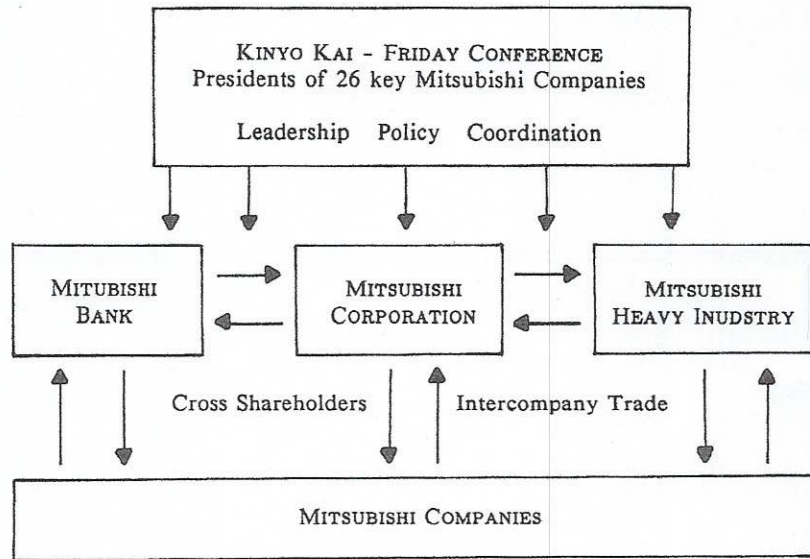 KINYO KAI - FRIDAY CONFERENCE
Presidents of 26 key Mitsubishi Companies
Leadership Policy Coordination
MITUBISHI
BANK
MITSUBISHI
CORPORATION
MITSUBISHI
HEAVY INUDSTRY
Cross Shareholders
Intercompany Trade
MITSUBISHI COMPANIES